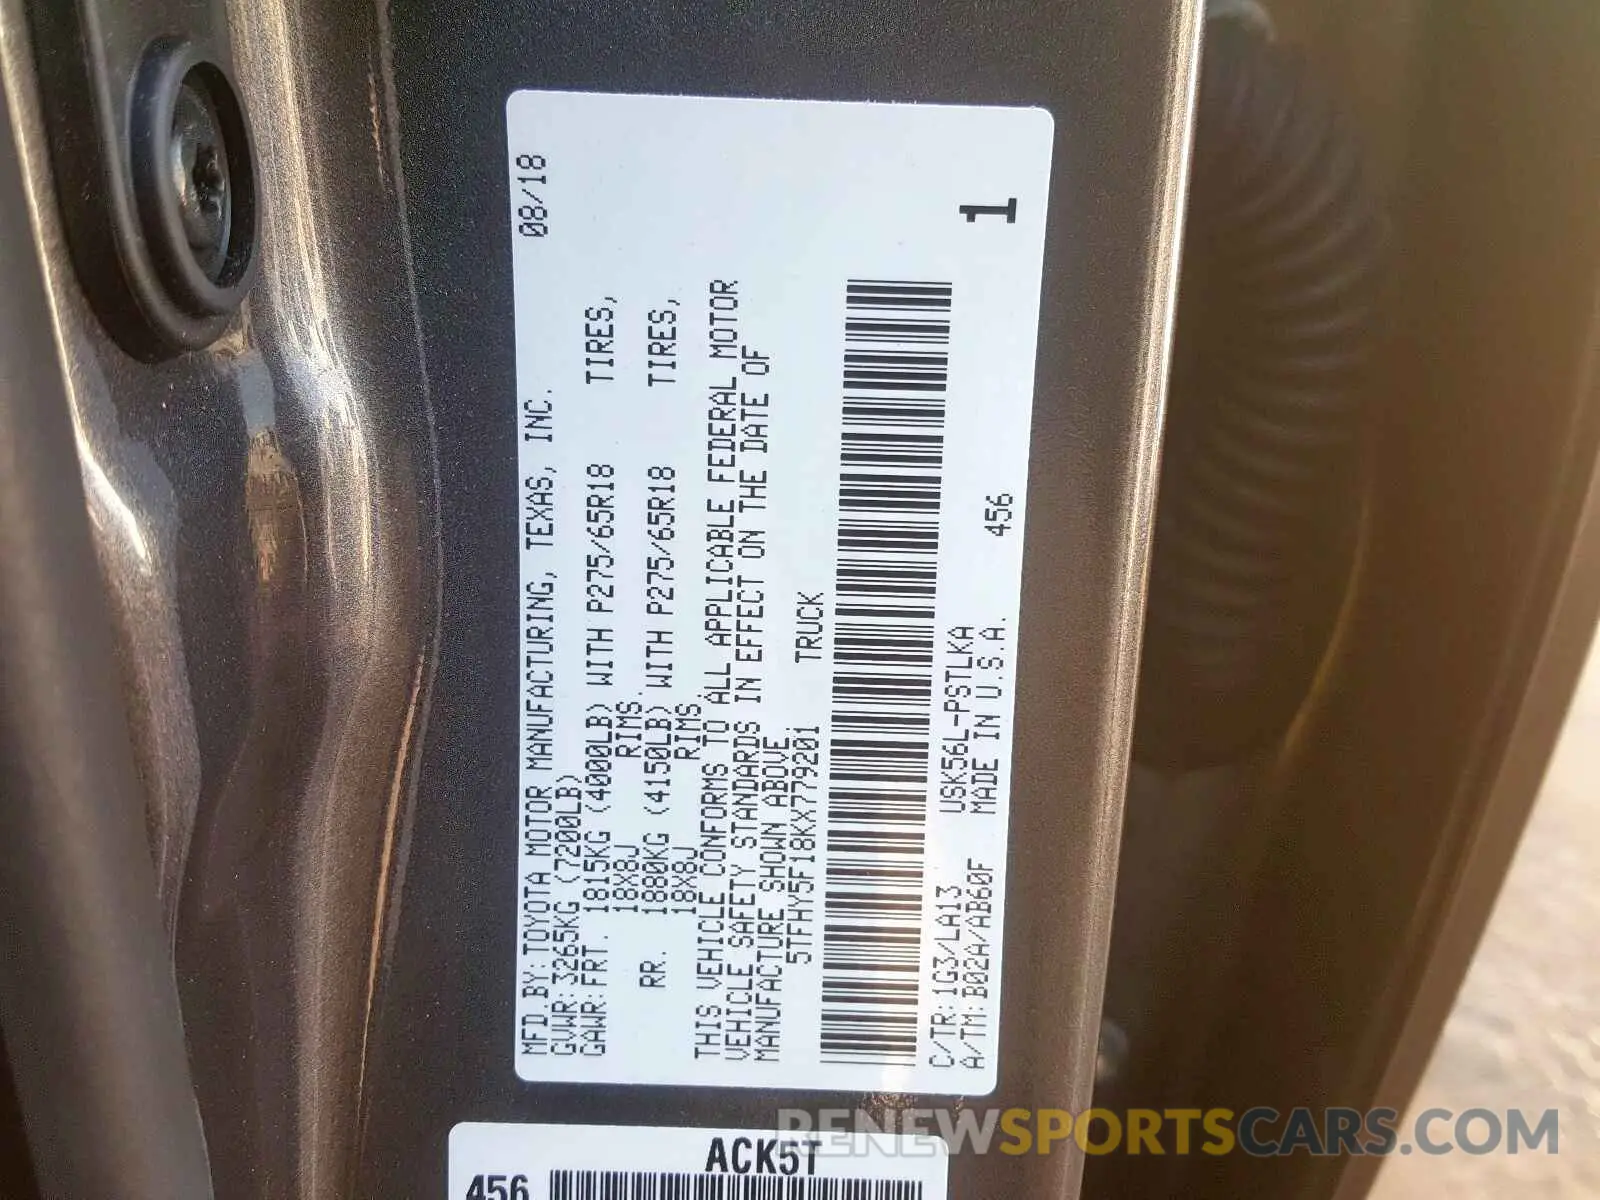 MFD.BY:TOYOTA MOTOR MANUFACTURING, TEXAS, INC. 08/18
GVWR:3265KG (7200LB)
GAWR:FRT. 1815KG (4000LB) WITH P275/65R18 TIRES,
18X8J RIMS.
RR. 1880KG (4150LB) WITH P275/65R18 TIRES,
18X8J RIMS.
THIS VEHICLE CONFORMS TO ALL APPLICABLE FEDERAL MOTOR
VEHICLE SAFETY STANDARDS IN EFFECT ON THE DATE OF
MANUFACTURE SHOWN ABOVE.
5TFHY5F18KX779201 TRUCK
C/TR:1G3/LA13 USK56L-PSTLKA
A/TM:B02A/AB60F MADE IN U.S.A. 456
1
ACK5T
456
RENEWSPORTSCARS.COM